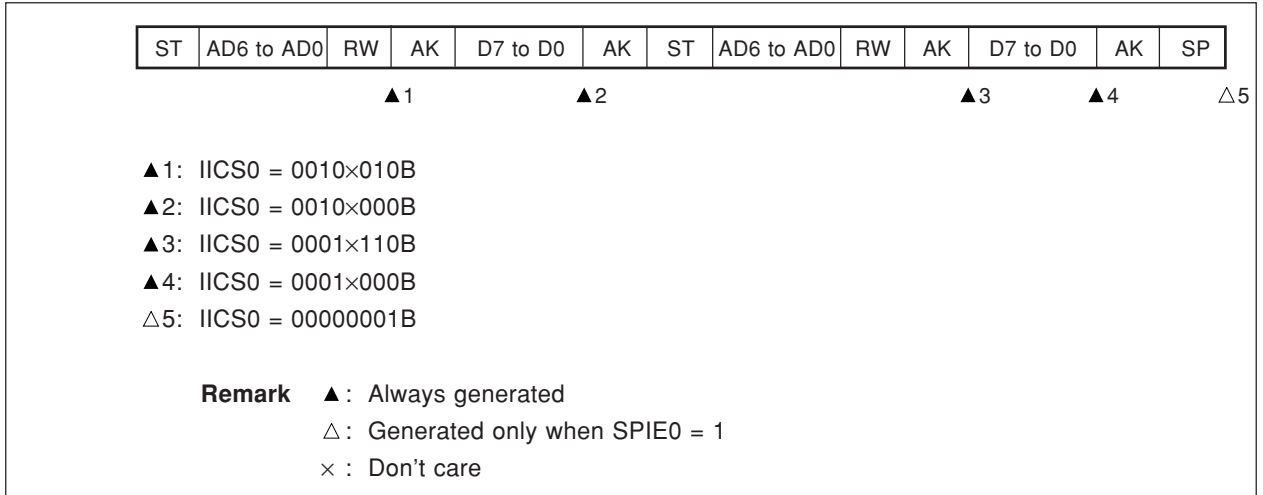 ST AD6 to AD0 RW AK D7 to D0 AK ST AD6 to AD0 RW AK D7 to D0 AK SP
▲1 ▲2 ▲3 ▲4 △5
▲1: IICS0 = 0010×010B
▲2: IICS0 = 0010×000B
▲3: IICS0 = 0001×110B
▲4: IICS0 = 0001×000B
△5: IICS0 = 00000001B
Remark ▲: Always generated
△: Generated only when SPIE0 = 1
× : Don't care